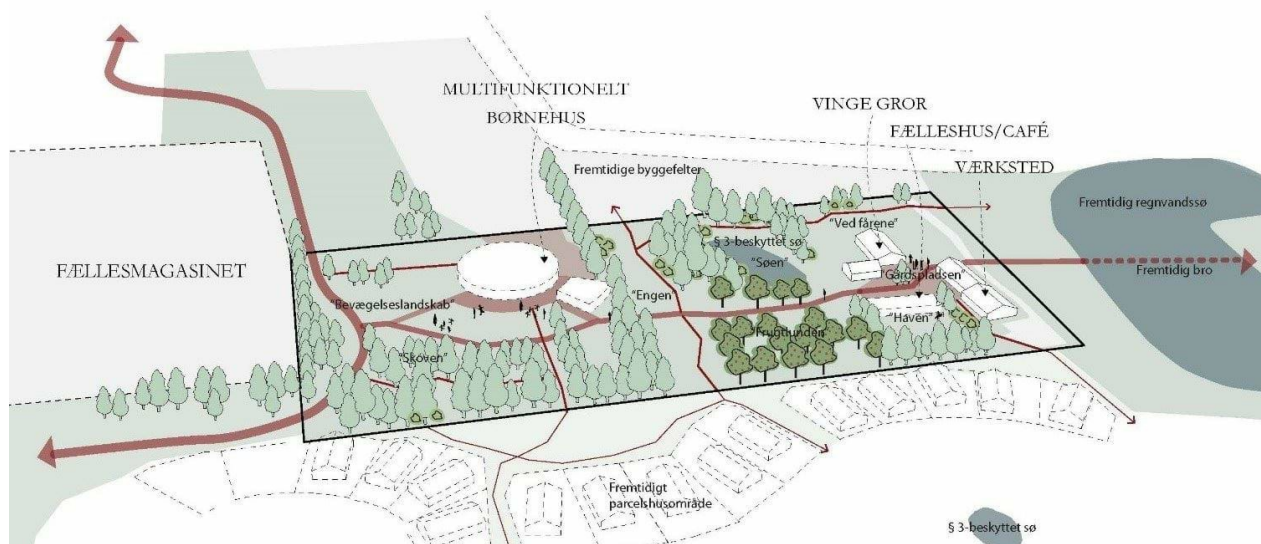 MULTIFUNKTIONELT
BØRNEHUS
VINGE GROR
FÆLLESHUS/CAFÉ
VÆRKSTED
Fremtidige byggefelter
Fremtidig regnvandssø
"Ved fårene"
§ 3-beskyttet sø
"Søen"
FÆLLESMAGASINET
"Gårdspladsen"
Fremtidig bro
"Bevægelseslandskab"
"Engen"
"Haven"
"Frugtlunden"
"Skoven"
Fremtidigt
parcelshusområde
§ 3-beskyttet sø